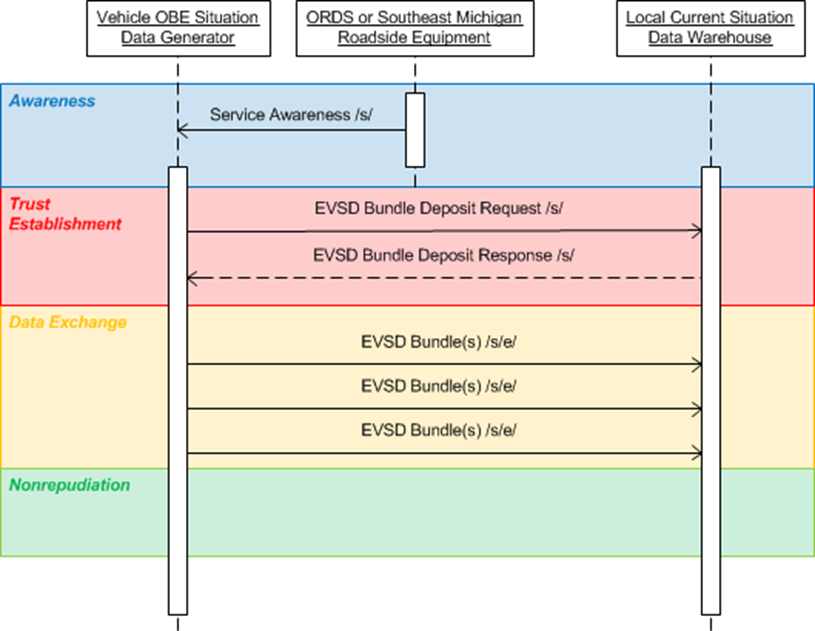 Vehicle OBE Situation
Data Generator
ORDS or Southeast Michigan
Roadside Equipment
Local Current Situation
Data Warehouse
Awareness
Service Awareness /s/
Trust
Establishment
EVSD Bundle Deposit Request /s/
EVSD Bundle Deposit Response /s/
Data Exchange
EVSD Bundle(s) /s/e/
EVSD Bundle(s) /s/e/
EVSD Bundle(s) /s/e/
Nonrepudiation